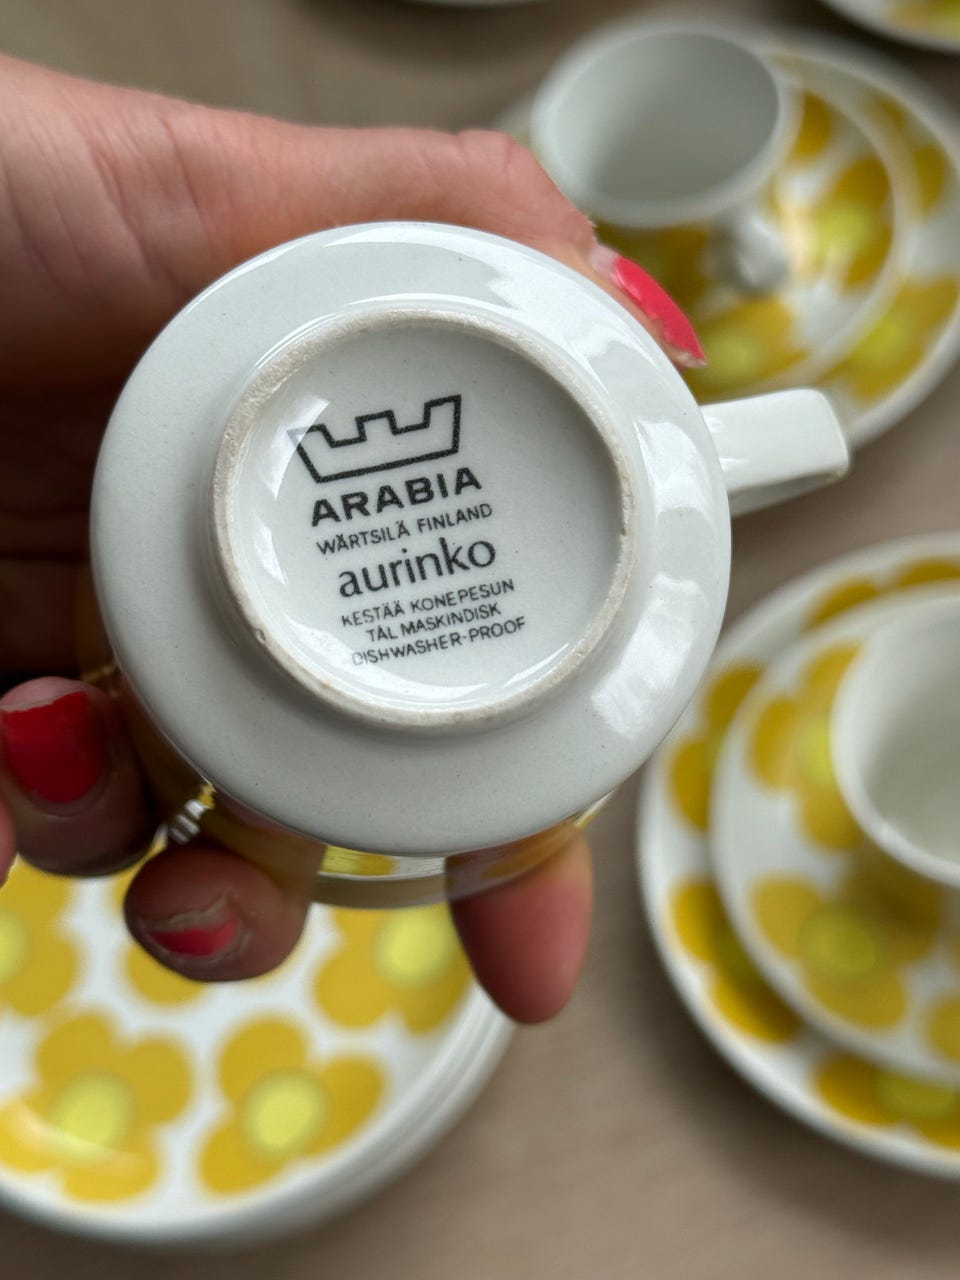 ARABIA
WÄRTSILÄ FINLAND
aurinko
KESTÄÄ KONEPESUN
TÅL MASKINDISK
DISHWASHER-PROOF